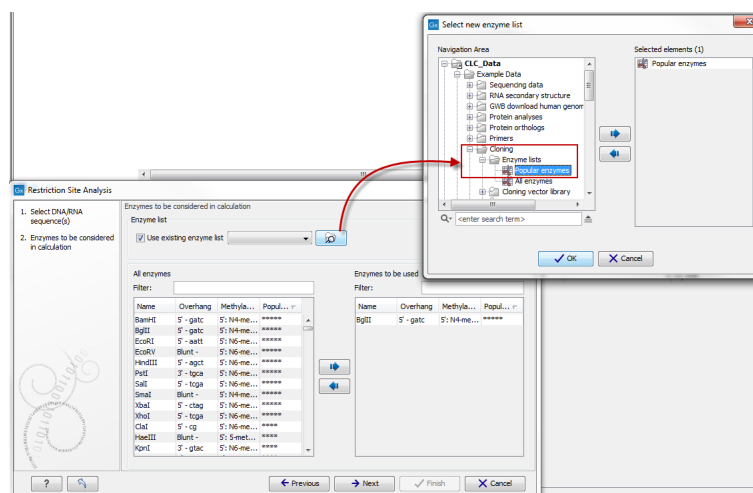 Select new enzyme list
Navigation Area
Selected elements (1)
CLC_Data
Example Data
Sequencing data
RNA secondary structure
GWB download human genom
Protein analyses
Protein orthologs
Primers
Cloning
Enzyme lists
Popular enzymes
All enzymes
Cloning vector library
Popular enzymes
<enter search term>
OK
Cancel
Restriction Site Analysis
1. Select DNA/RNA
sequence(s)
2. Enzymes to be considered
in calculation
Enzymes to be considered in calculation
Enzyme list
Use existing enzyme list
All enzymes
Filter:
Name Overhang Methyla... Popul...
BamHI 5' - gatc 5': N4-me... *****
BglII 5' - gatc 5': N4-me... *****
EcoRI 5' - aatt 5': N6-me... *****
EcoRV Blunt - 5': N6-me... *****
HindIII 5' - agct 5': N6-me... *****
PstI 3' - tgca 5': N6-me... *****
SalI 5' - tcga 5': N6-me... *****
SmaI Blunt - 5': N4-me... *****
XbaI 5' - ctag 5': N6-me... *****
XhoI 5' - tcga 5': N6-me... *****
ClaI 5' - cg 5': N6-me... ****
HaeIII Blunt - 5': 5-met... ****
KpnI 3' - gtac 5': N6-me... ****
Enzymes to be used
Filter:
Name Overhang Methyla... Popul...
BglII 5' - gatc 5': N4-me... *****
?
Previous
Next
Finish
Cancel